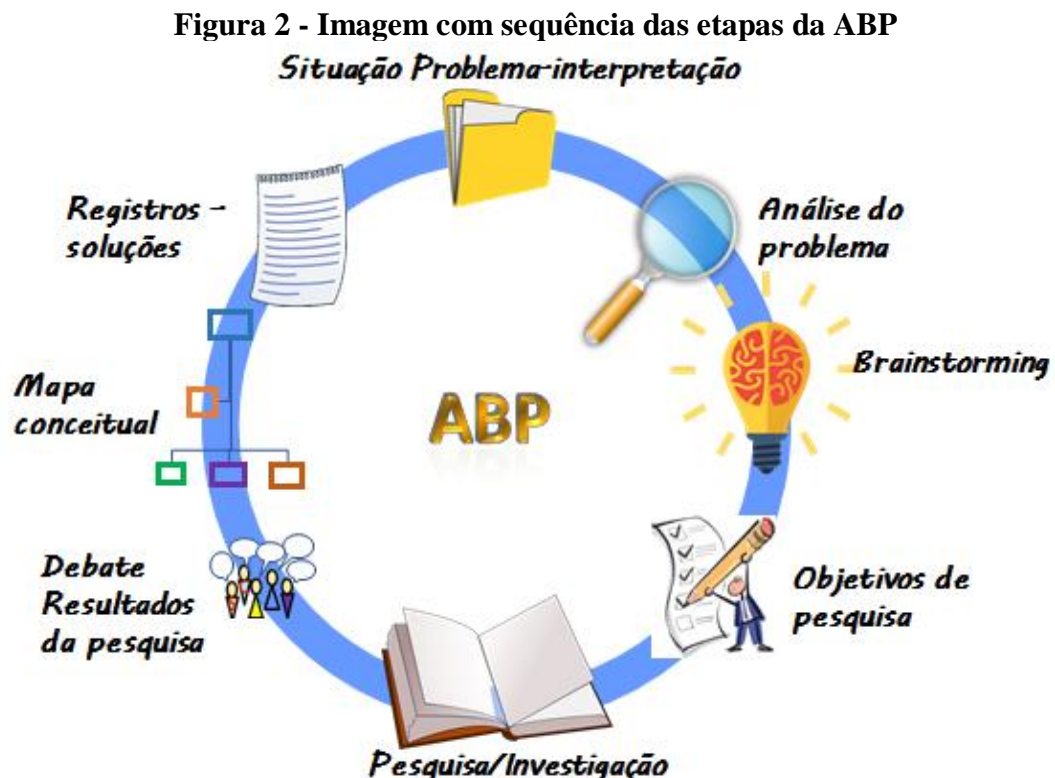 Figura 2 - Imagem com sequência das etapas da ABP
Situação Problema-interpretação
Análise do
problema
Brainstorming
Objetivos de
pesquisa
Pesquisa/Investigação
Debate
Resultados
da pesquisa
Mapa
conceitual
Registros -
soluções
ABP